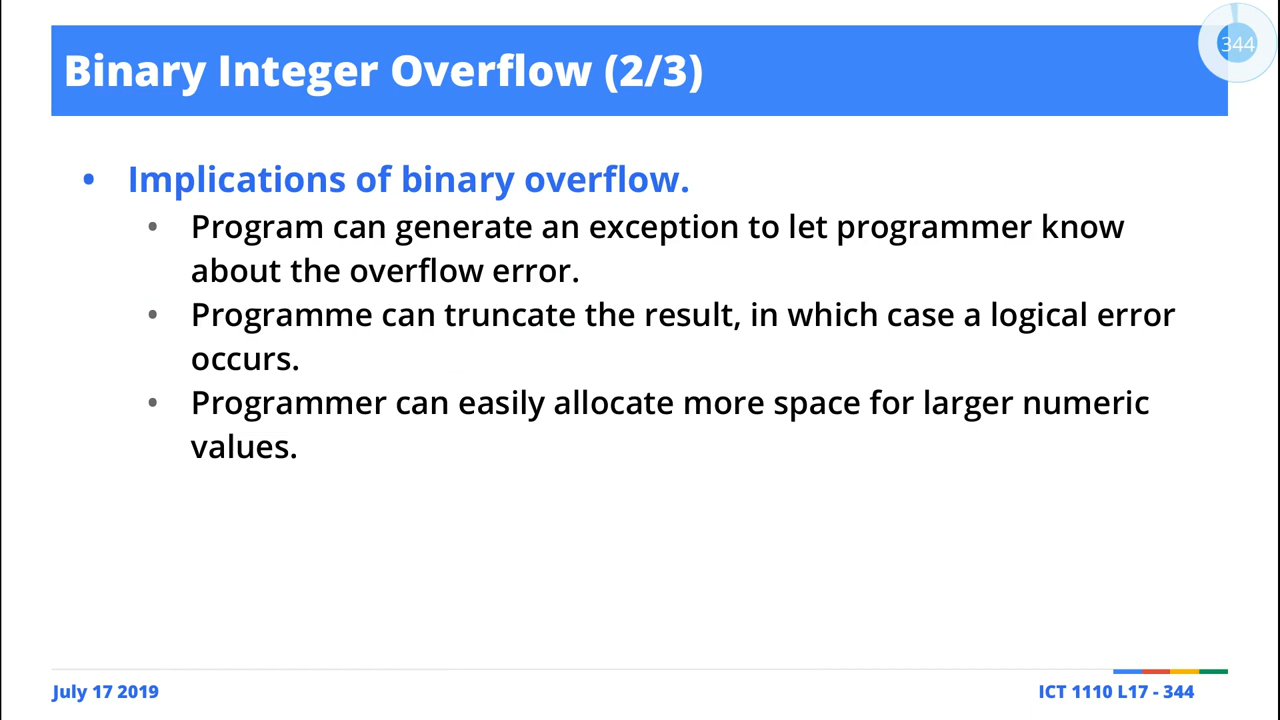 Binary Integer Overflow (2/3)
344
• Implications of binary overflow.
• Program can generate an exception to let programmer know
about the overflow error.
• Programme can truncate the result, in which case a logical error
occurs.
• Programmer can easily allocate more space for larger numeric
values.
July 17 2019
ICT 1110 L17 - 344